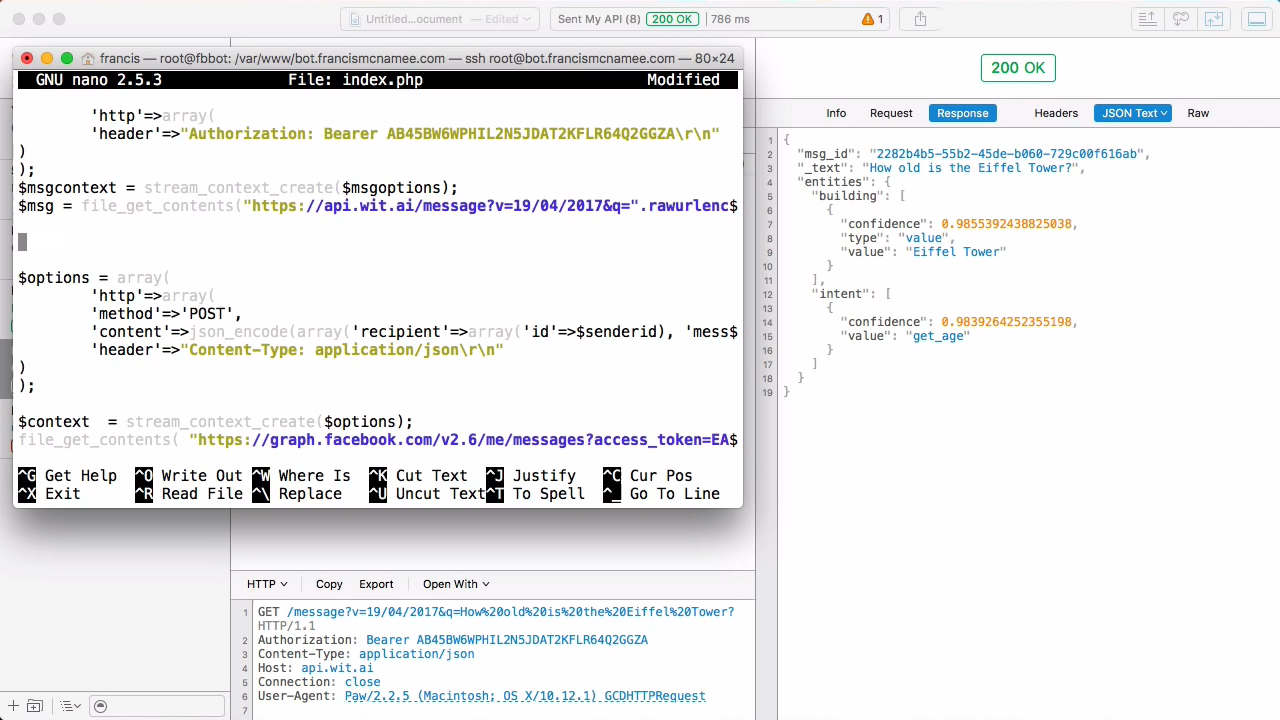 Untitled...ocument — Edited
Sent My API (8) 200 OK 786 ms
1
francis — root@fbbot: /var/www/bot.francismcnamee.com — ssh root@bot.francismcnamee.com — 80×24
GNU nano 2.5.3 File: index.php Modified
'http'=>array(
'header'=>"Authorization: Bearer AB45BW6WPHIL2N5JDAT2KFLR64Q2GGZA\r\n"
)
);
$msgcontext = stream_context_create($msgoptions);
$msg = file_get_contents("https://api.wit.ai/message?v=19/04/2017&q=".rawurlenc$
$options = array(
'http'=>array(
'method'=>'POST',
'content'=>json_encode(array('recipient'=>array('id'=>$senderid), 'mess$
'header'=>"Content-Type: application/json\r\n"
)
);
$context  = stream_context_create($options);
file_get_contents( "https://graph.facebook.com/v2.6/me/messages?access_token=EA$
^G Get Help ^O Write Out ^W Where Is ^K Cut Text ^J Justify ^C Cur Pos
^X Exit ^R Read File ^\ Replace ^U Uncut Text ^T To Spell ^_ Go To Line
200 OK
Info Request Response Headers JSON Text Raw
1 {
2 "msg_id": "2282b4b5-55b2-45de-b060-729c00f616ab",
3 "_text": "How old is the Eiffel Tower?",
4 "entities": {
5 "building": [
6 {
7 "confidence": 0.9855392438825038,
8 "type": "value",
9 "value": "Eiffel Tower"
10 }
11 ],
12 "intent": [
13 {
14 "confidence": 0.9839264252355198,
15 "value": "get_age"
16 }
17 ]
18 }
19 }
HTTP Copy Export Open With
1 GET /message?v=19/04/2017&q=How%20old%20is%20the%20Eiffel%20Tower?
HTTP/1.1
2 Authorization: Bearer AB45BW6WPHIL2N5JDAT2KFLR64Q2GGZA
3 Content-Type: application/json
4 Host: api.wit.ai
5 Connection: close
6 User-Agent: Paw/2.2.5 (Macintosh; OS X/10.12.1) GCDHTTPRequest
7